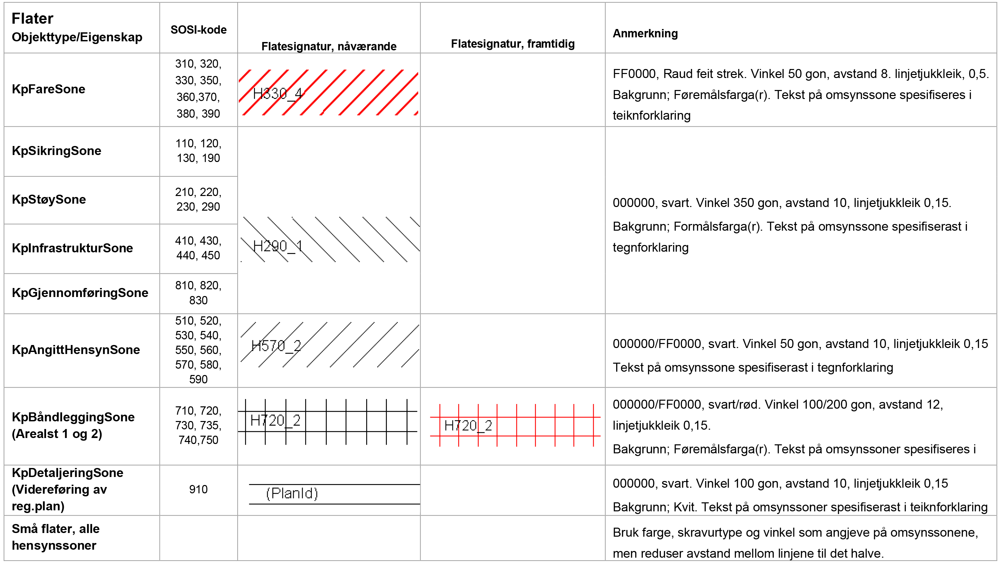 Flater
Objekttype/Eigenskap
SOSI-kode
Flatesignatur, nåværande
Flatesignatur, framtidig
Anmerkning
KpFareSone
310, 320,
330, 350,
360,370,
380, 390
H330_4
FF0000, Raud feit strek. Vinkel 50 gon, avstand 8. linjetjukkleik, 0,5.
Bakgrunn; Føremålsfarga(r). Tekst på omsynssone spesifiseres i
teiknforklaring
KpSikringSone
110, 120,
130, 190
KpStøySone
210, 220,
230, 290
KpInfrastrukturSone
410, 430,
440, 450
KpGjennomføringSone
810, 820,
830
H290_1
000000, svart. Vinkel 350 gon, avstand 10, linjetjukkleik 0,15.
Bakgrunn; Formålsfarga(r). Tekst på omsynssone spesifiserast i
tegnforklaring
KpAngittHensynSone
510, 520,
530, 540,
550, 560,
570, 580,
590
H570_2
000000/FF0000, svart. Vinkel 50 gon, avstand 10, linjetjukkleik 0,15
Tekst på omsynssone spesifiserast i tegnforklaring
KpBåndleggingSone
(Arealst 1 og 2)
710, 720,
730, 735,
740,750
H720_2
H720_2
000000/FF0000, svart/rød. Vinkel 100/200 gon, avstand 12,
linjetjukkleik 0,15.
Bakgrunn; Føremålsfarga(r). Tekst på omsynssoner spesifiseres i
KpDetaljeringSone
(Videreføring av
reg.plan)
910
(PlanId)
000000, svart. Vinkel 100 gon, avstand 10, linjetjukkleik 0,15
Bakgrunn; Kvit. Tekst på omsynssoner spesifiserast i teiknforklaring
Små flater, alle
hensynssoner
Bruk farge, skravurtype og vinkel som angjeve på omsynssonene,
men reduser avstand mellom linjene til det halve.